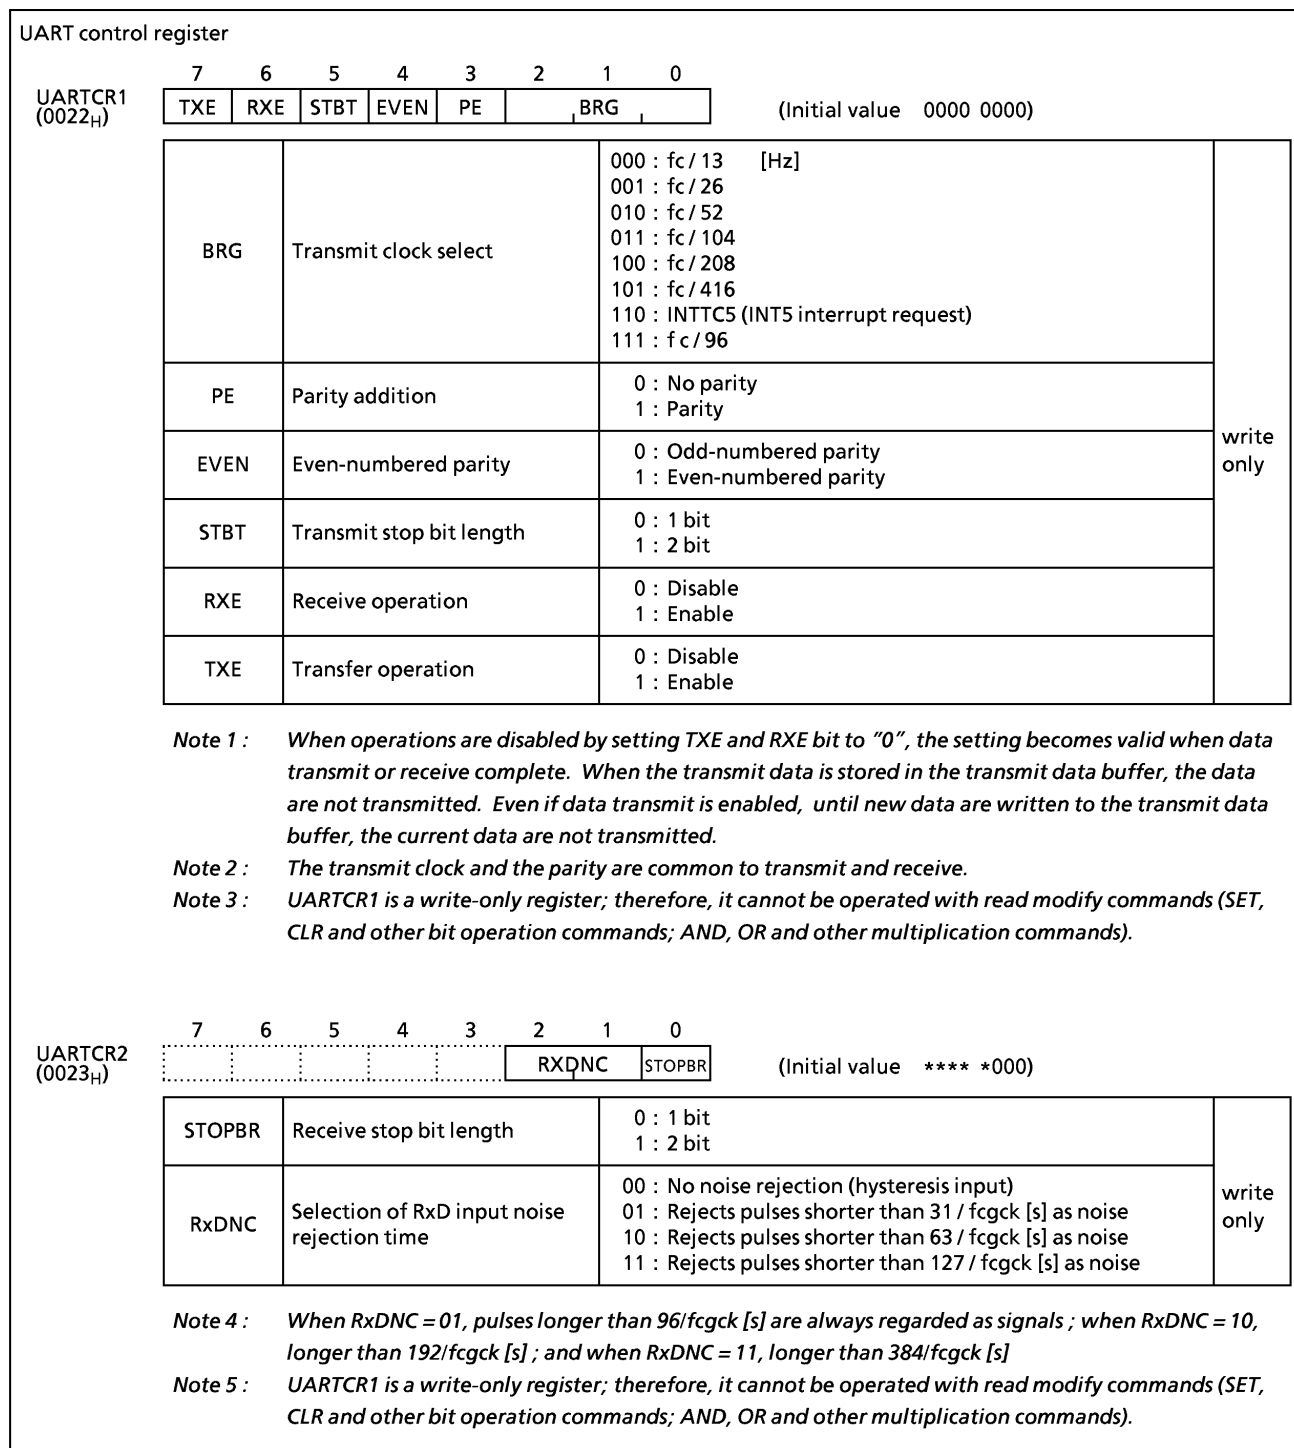 UART control register
7 6 5 4 3 2 1 0
UARTCR1
(0022H)
TXE RXE STBT EVEN PE BRG (Initial value 0000 0000)
BRG Transmit clock select
000 : fc / 13 [Hz]
001 : fc / 26
010 : fc / 52
011 : fc / 104
100 : fc / 208
101 : fc / 416
110 : INTTC5 (INT5 interrupt request)
111 : f c / 96
PE Parity addition
0 : No parity
1 : Parity
EVEN Even-numbered parity
0 : Odd-numbered parity
1 : Even-numbered parity
STBT Transmit stop bit length
0 : 1 bit
1 : 2 bit
RXE Receive operation
0 : Disable
1 : Enable
TXE Transfer operation
0 : Disable
1 : Enable
write
only
Note 1 : When operations are disabled by setting TXE and RXE bit to ″0″, the setting becomes valid when data
transmit or receive complete. When the transmit data is stored in the transmit data buffer, the data
are not transmitted. Even if data transmit is enabled, until new data are written to the transmit data
buffer, the current data are not transmitted.
Note 2 : The transmit clock and the parity are common to transmit and receive.
Note 3 : UARTCR1 is a write-only register; therefore, it cannot be operated with read modify commands (SET,
CLR and other bit operation commands; AND, OR and other multiplication commands).
7 6 5 4 3 2 1 0
UARTCR2
(0023H)
RXDNC STOPBR (Initial value **** *000)
STOPBR Receive stop bit length
0 : 1 bit
1 : 2 bit
RxDNC Selection of RxD input noise
rejection time
00 : No noise rejection (hysteresis input)
01 : Rejects pulses shorter than 31 / fcgck [s] as noise
10 : Rejects pulses shorter than 63 / fcgck [s] as noise
11 : Rejects pulses shorter than 127 / fcgck [s] as noise
write
only
Note 4 : When RxDNC = 01, pulses longer than 96/fcgck [s] are always regarded as signals ; when RxDNC = 10,
longer than 192/fcgck [s] ; and when RxDNC = 11, longer than 384/fcgck [s]
Note 5 : UARTCR1 is a write-only register; therefore, it cannot be operated with read modify commands (SET,
CLR and other bit operation commands; AND, OR and other multiplication commands).